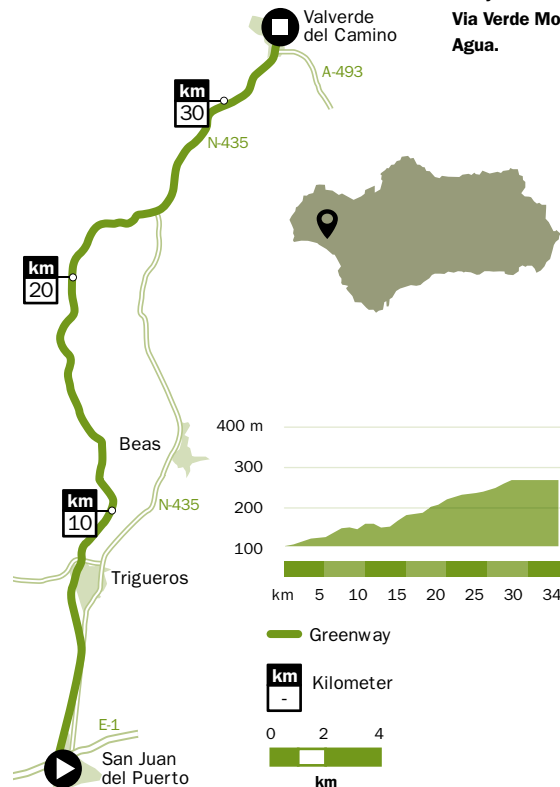 Via Verde Mo
Agua.
Valverde
del Camino
A-493
km
30
N-435
km
20
Beas
N-435
km
10
Trigueros
E-1
San Juan
del Puerto
400 m
300
200
100
km 5 10 15 20 25 30 34
Greenway
km
-
Kilometer
0 2 4
km